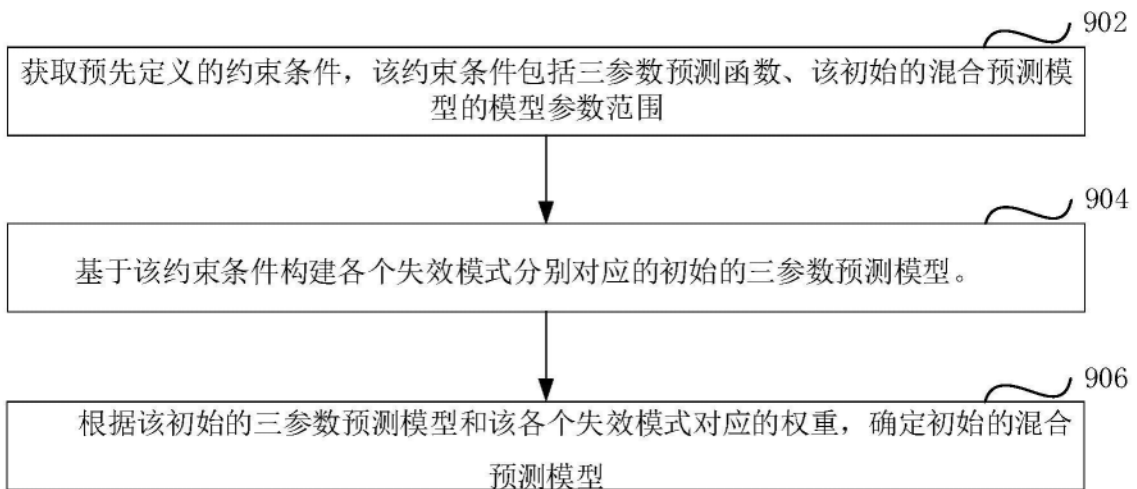 902
获取预先定义的约束条件，该约束条件包括三参数预测函数、该初始的混合预测模
型的模型参数范围
904
基于该约束条件构建各个失效模式分别对应的初始的三参数预测模型。
906
根据该初始的三参数预测模型和该各个失效模式对应的权重，确定初始的混合
预测模型